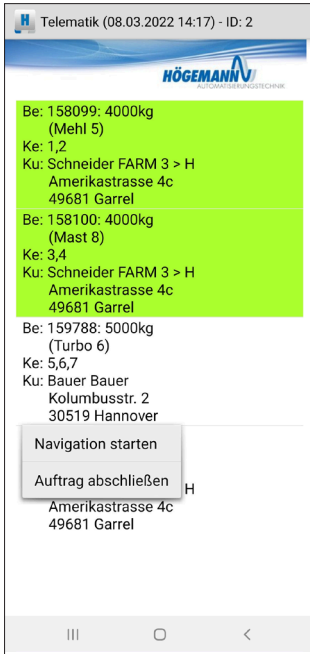 Telematik (08.03.2022 14:17) - ID: 2
HÖGEMANN
AUTOMATISIERUNGSTECHNIK
Be: 158099: 4000kg
(Mehl 5)
Ke: 1,2
Ku: Schneider FARM 3 > H
Amerikastrasse 4c
49681 Garrel
Be: 158100: 4000kg
(Mast 8)
Ke: 3,4
Ku: Schneider FARM 3 > H
Amerikastrasse 4c
49681 Garrel
Be: 159788: 5000kg
(Turbo 6)
Ke: 5,6,7
Ku: Bauer Bauer
Kolumbusstr. 2
30519 Hannover
Navigation starten
Auftrag abschließen
H
Amerikastrasse 4c
49681 Garrel